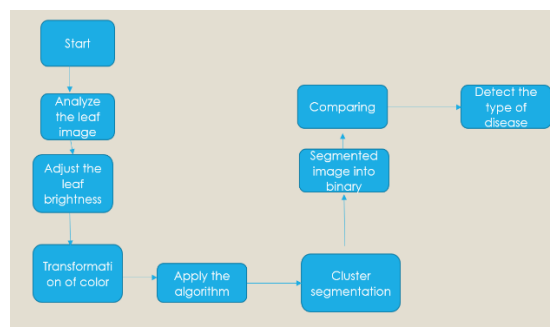 Start
Analyze
the leaf
image
Adjust the
leaf
brightness
Transformati
on of color
Apply the
algorithm
Cluster
segmentation
Segmented
image into
binary
Comparing
Detect the
type of
disease